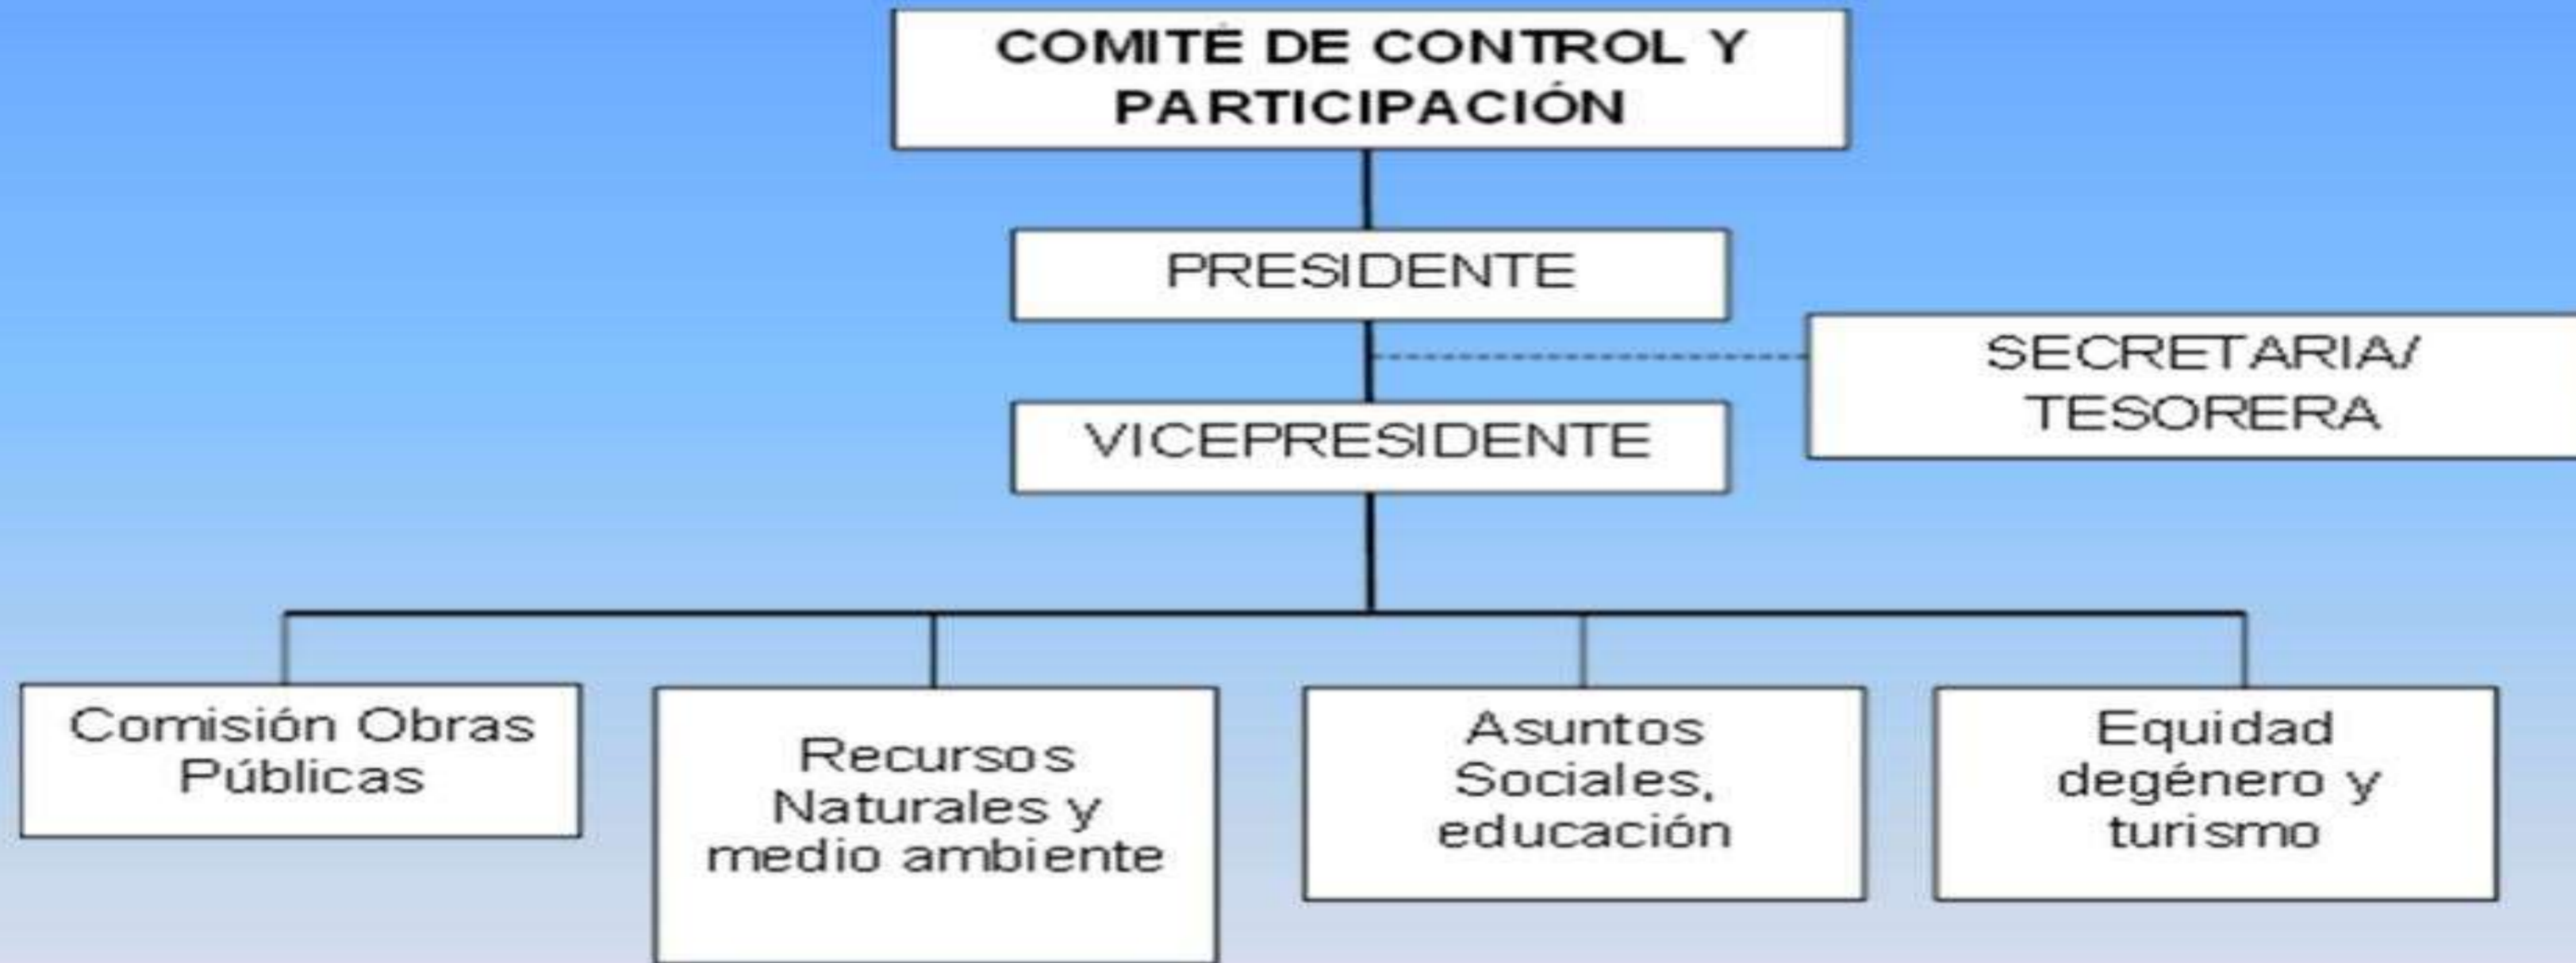 COMITÉ DE CONTROL Y
PARTICIPACIÓN
PRESIDENTE
SECRETARIA/
TESORERA
VICEPRESIDENTE
Comisión Obras
Públicas
Recursos
Naturales y
medio ambiente
Asuntos
Sociales,
educación
Equidad
degénero y
turismo